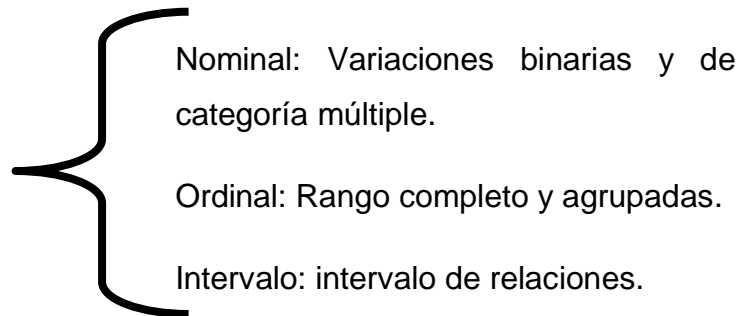 Nominal: Variaciones binarias y de
categoría múltiple.
Ordinal: Rango completo y agrupadas.
Intervalo: intervalo de relaciones.